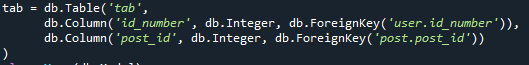 tab = db.Table('tab',
db.Column('id_number', db.Integer, db.ForeignKey('user.id_number')),
db.Column('post_id', db.Integer, db.ForeignKey('post.post_id'))
)